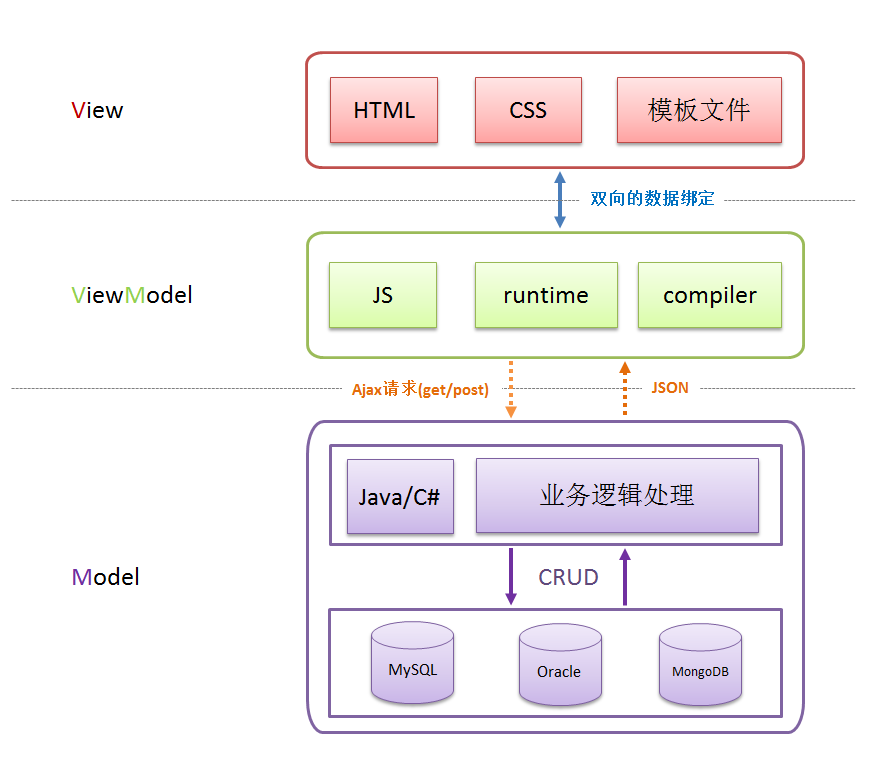 View
HTML
CSS
模板文件
双向的数据绑定
ViewModel
JS
runtime
compiler
Ajax请求(get/post)
JSON
Java/C#
业务逻辑处理
Model
CRUD
MySQL
Oracle
MongoDB